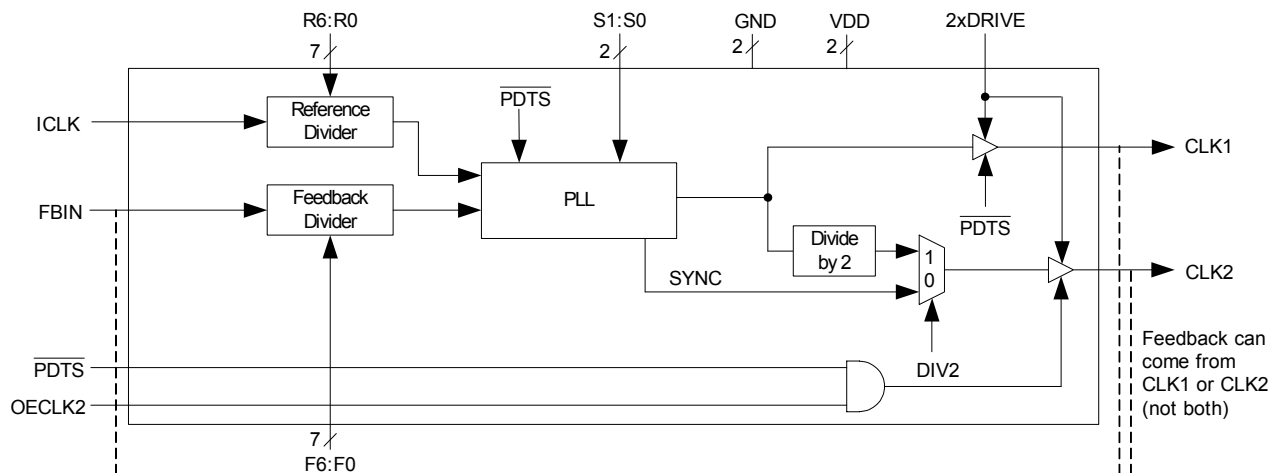 R6:R0
S1:S0
GND
VDD
2xDRIVE
7
2
2
2
ICLK
Reference
Divider
PDTS
CLK1
FBIN
Feedback
Divider
PLL
PDTS
Divide
by 2
1
0
SYNC
CLK2
PDTS
DIV2
OECLK2
Feedback can
come from
CLK1 or CLK2
(not both)
7
F6:F0